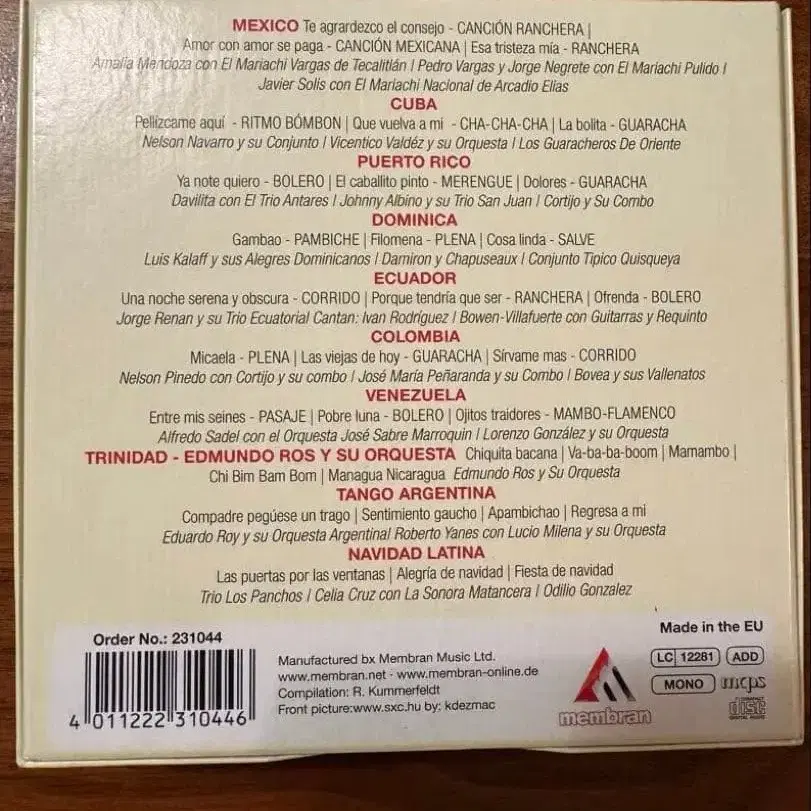 MEXICO Te agrardezco el consejo - CANCIÓN RANCHERA |
Amor con amor se paga - CANCIÓN MEXICANA | Esa tristeza mía - RANCHERA
Amalia Mendoza con El Mariachi Vargas de Tecalitlán / Pedro Vargas y Jorge Negrete con El Mariachi Pulido /
Javier Solis con El Mariachi Nacional de Arcadio Elias
CUBA
Pellizcame aquí - RITMO BÓMBON | Que vuelva a mi - CHA-CHA-CHA | La bolita - GUARACHA
Nelson Navarro y su Conjunto / Vicentico Valdéz y su Orquesta / Los Guaracheros De Oriente
PUERTO RICO
Ya note quiero - BOLERO | El caballito pinto - MERENGUE | Dolores - GUARACHA
Davilita con El Trio Antares / Johnny Albino y su Trio San Juan / Cortijo y Su Combo
DOMINICA
Gambao - PAMBICHE | Filomena - PLENA | Cosa linda - SALVE
Luis Kalaff y sus Alegres Dominicanos / Damiron y Chapuseaux / Conjunto Tipico Quisqueya
ECUADOR
Una noche serena y obscura - CORRIDO | Porque tendría que ser - RANCHERA | Ofrenda - BOLERO
Jorge Renan y su Trio Ecuatorial Cantan: Ivan Rodríguez / Bowen-Villafuerte con Guitarras y Requinto
COLOMBIA
Micaela - PLENA | Las viejas de hoy - GUARACHA | Sírvame mas - CORRIDO
Nelson Pinedo con Cortijo y su combo / José María Peñaranda y su Combo / Bovea y sus Vallenatos
VENEZUELA
Entre mis seines - PASAJE | Pobre luna - BOLERO | Ojitos traidores - MAMBO-FLAMENCO
Alfredo Sadel con el Orquesta José Sabre Marroquin / Lorenzo González y su Orquesta
TRINIDAD - EDMUNDO ROS Y SU ORQUESTA Chiquita bacana | Va-ba-ba-boom | Mamambo |
Chi Bim Bam Bom | Managua Nicaragua Edmundo Ros y Su Orquesta
TANGO ARGENTINA
Compadre pegúese un trago | Sentimiento gaucho | Apambichao | Regresa a mi
Eduardo Roy y su Orquesta Argentina/ Roberto Yanes con Lucio Milena y su Orquesta
NAVIDAD LATINA
Las puertas por las ventanas | Alegría de navidad | Fiesta de navidad
Trio Los Panchos / Celia Cruz con La Sonora Matancera / Odilio Gonzalez
Order No.: 231044
4 011222 310446
Manufactured bx Membran Music Ltd.
www.membran.net - www.membran-online.de
Compilation: R. Kummerfeldt
Front picture:www.sxc.hu by: kdezmac
membran
Made in the EU
LC 12281 ADD
MONO mcps
COMPACT
disc
DIGITAL AUDIO